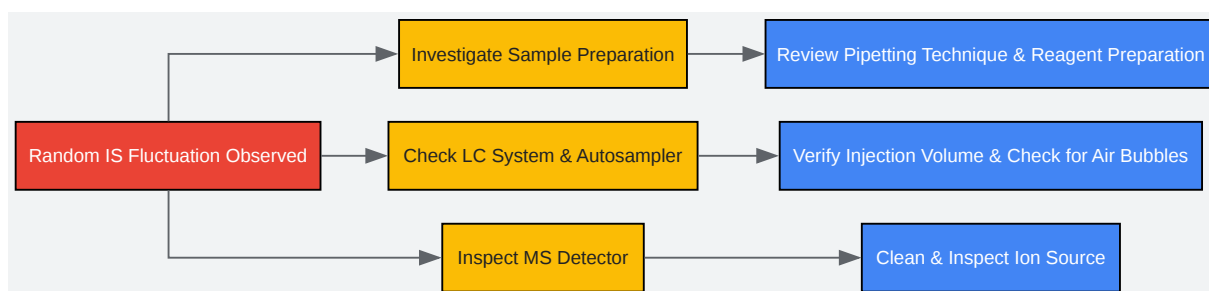 Investigate Sample Preparation
Review Pipetting Technique & Reagent Preparation
Random IS Fluctuation Observed
Check LC System & Autosampler
Verify Injection Volume & Check for Air Bubbles
Inspect MS Detector
Clean & Inspect Ion Source